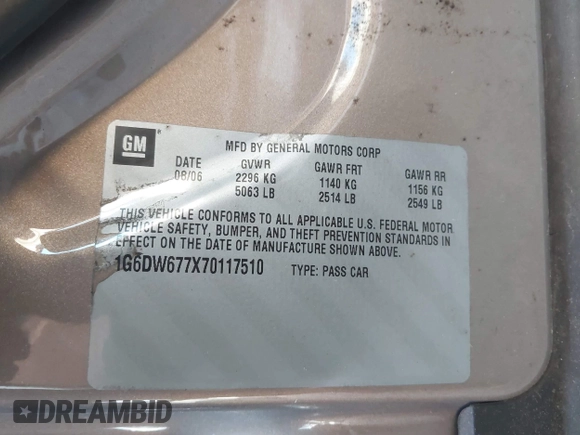 GM
MFD BY GENERAL MOTORS CORP
DATE GVWR GAWR FRT GAWR RR
08/06 2296 KG 1140 KG 1156 KG
5063 LB 2514 LB 2549 LB
THIS VEHICLE CONFORMS TO ALL APPLICABLE U.S. FEDERAL MOTOR
VEHICLE SAFETY, BUMPER, AND THEFT PREVENTION STANDARDS IN
EFFECT ON THE DATE OF MANUFACTURE SHOWN ABOVE.
1G6DW677X70117510 TYPE: PASS CAR
DREAMBID